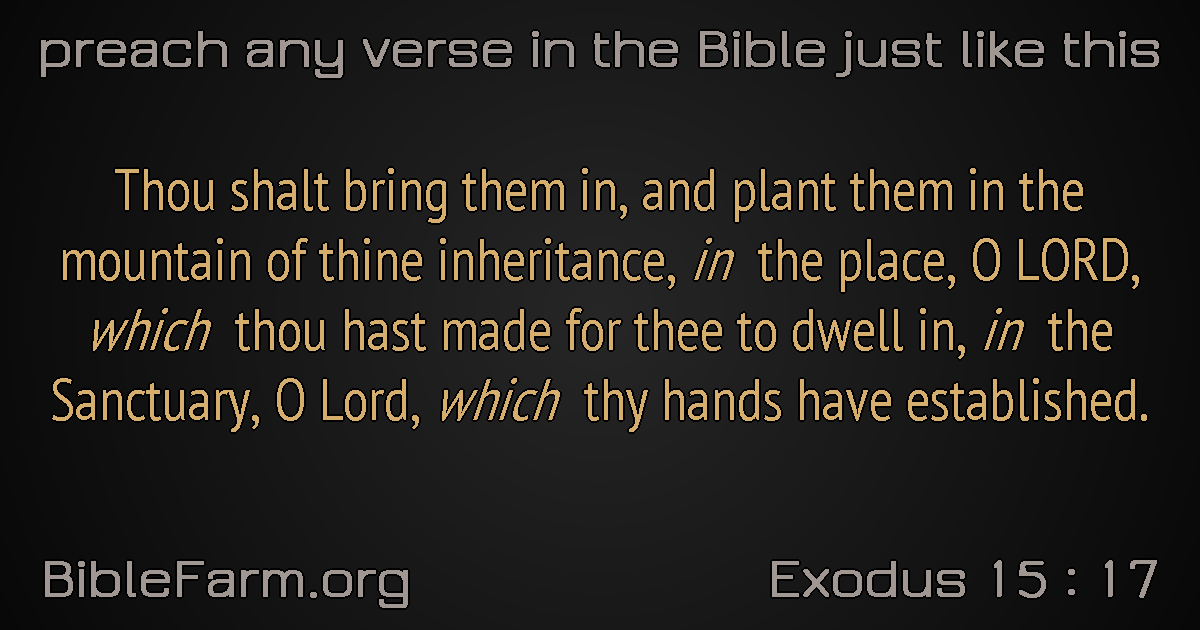 preach any verse in the Bible just like this
Thou shalt bring them in, and plant them in the
mountain of thine inheritance, in the place, O LORD,
which thou hast made for thee to dwell in, in the
Sanctuary, O Lord, which thy hands have established.
BibleFarm.org
Exodus 15 : 17